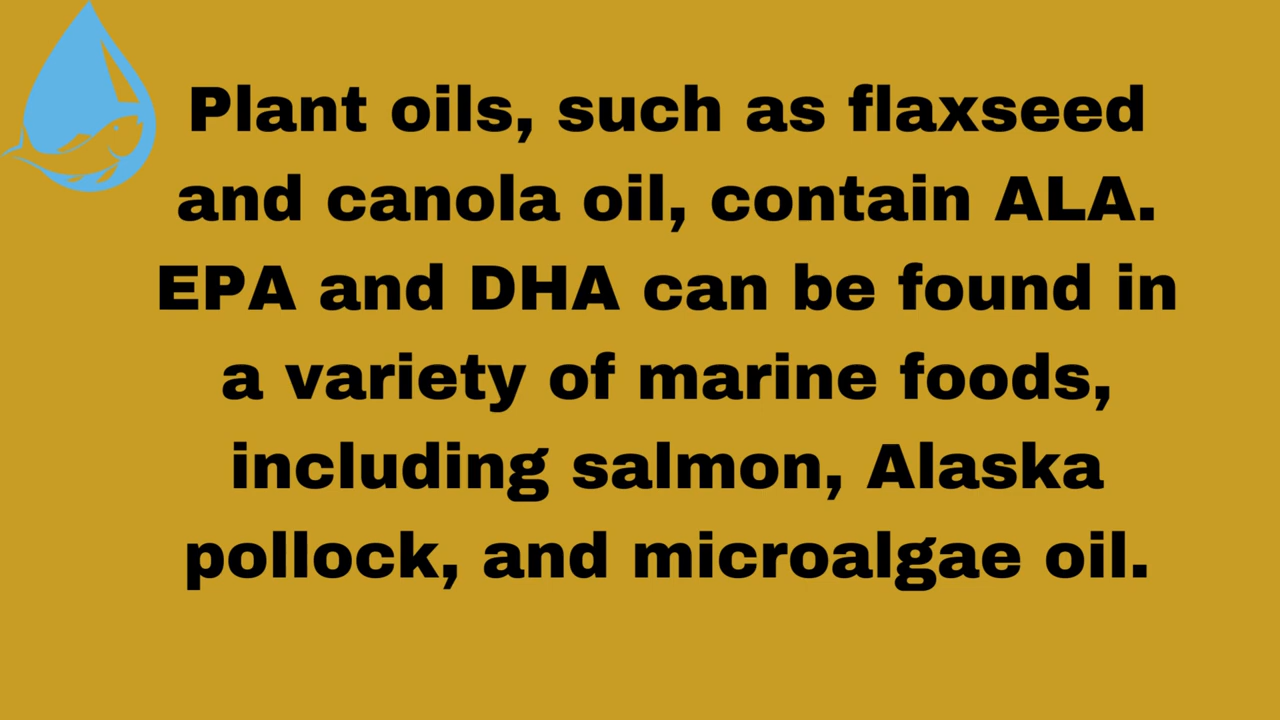 Plant oils, such as flaxseed
and canola oil, contain ALA.
EPA and DHA can be found in
a variety of marine foods,
including salmon, Alaska
pollock, and microalgae oil.